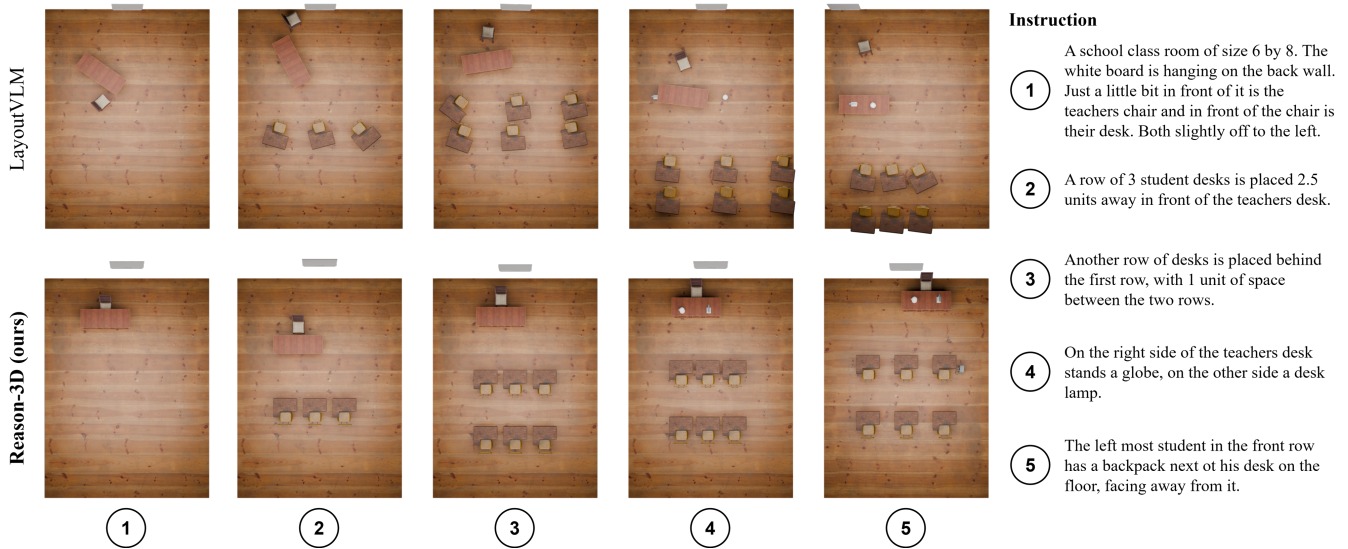 LayoutVLM
Reason-3D (ours)
1
2
3
4
5
Instruction
1
A school class room of size 6 by 8. The
white board is hanging on the back wall.
Just a little bit in front of it is the
teachers chair and in front of the chair is
their desk. Both slightly off to the left.
2
A row of 3 student desks is placed 2.5
units away in front of the teachers desk.
3
Another row of desks is placed behind
the first row, with 1 unit of space
between the two rows.
4
On the right side of the teachers desk
stands a globe, on the other side a desk
lamp.
5
The left most student in the front row
has a backpack next ot his desk on the
floor, facing away from it.